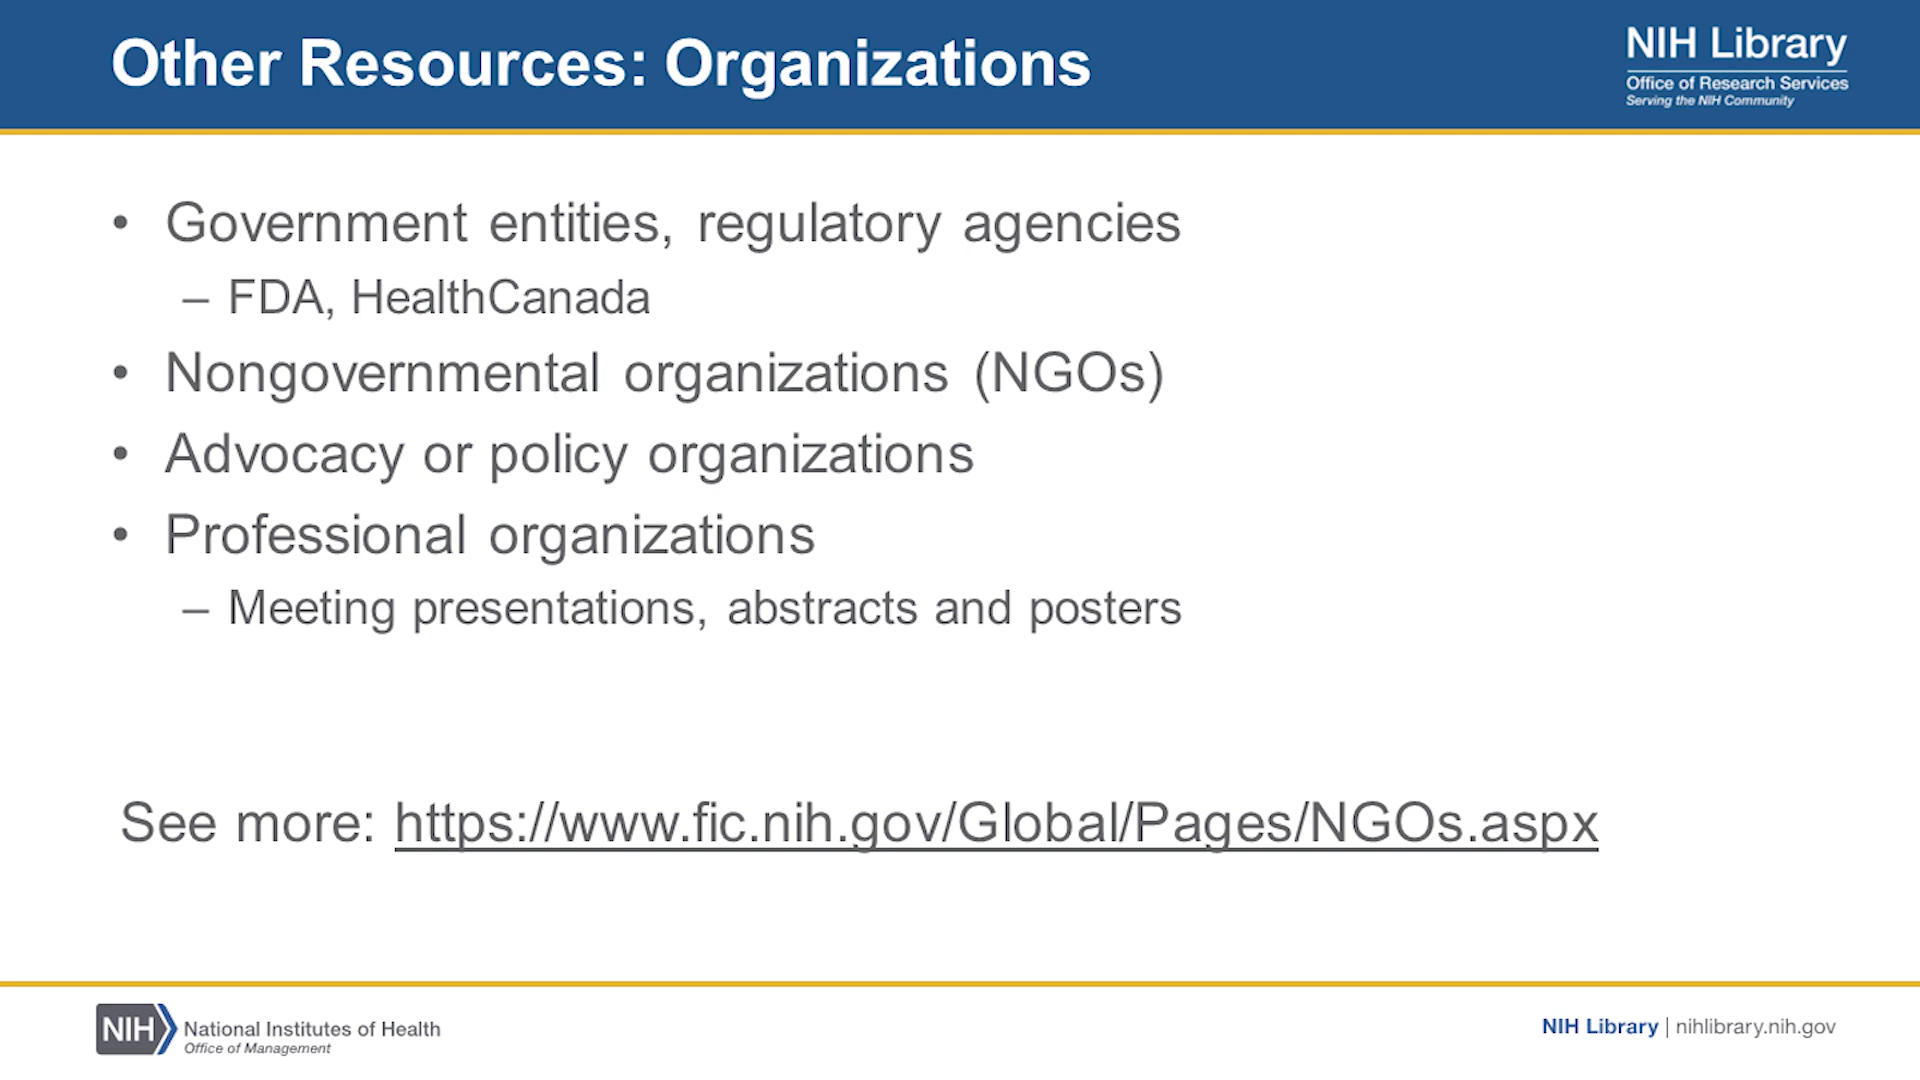 Other Resources: Organizations
NIH Library
Office of Research Services
Serving the NIH Community
• Government entities, regulatory agencies
– FDA, HealthCanada
• Nongovernmental organizations (NGOs)
• Advocacy or policy organizations
• Professional organizations
– Meeting presentations, abstracts and posters
See more: https://www.fic.nih.gov/Global/Pages/NGOs.aspx
NIH National Institutes of Health
Office of Management
NIH Library | nihlibrary.nih.gov